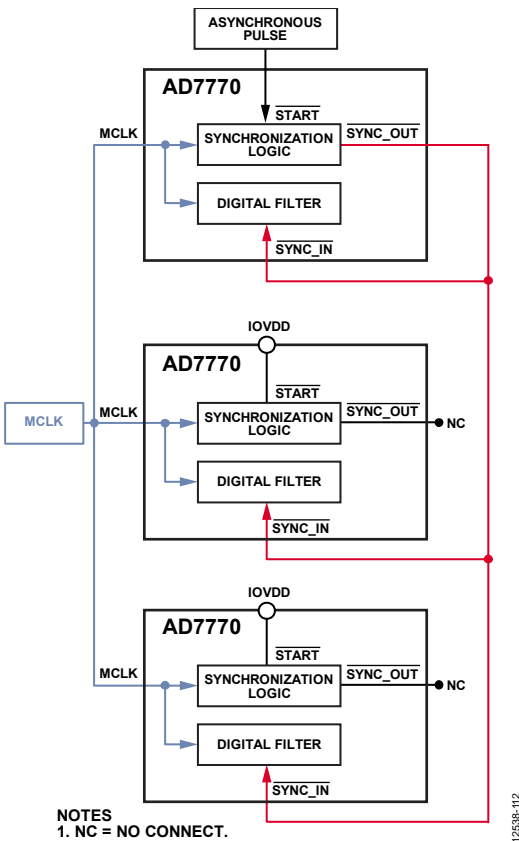 ASYNCHRONOUS
PULSE
AD7770
START
MCLK
SYNCHRONIZATION
LOGIC
SYNC_OUT
DIGITAL FILTER
SYNC_IN
IOVDD
AD7770
START
MCLK
MCLK
SYNCHRONIZATION
LOGIC
SYNC_OUT
NC
DIGITAL FILTER
SYNC_IN
IOVDD
AD7770
START
MCLK
SYNCHRONIZATION
LOGIC
SYNC_OUT
NC
DIGITAL FILTER
SYNC_IN
NOTES
1. NC = NO CONNECT.
12538-112